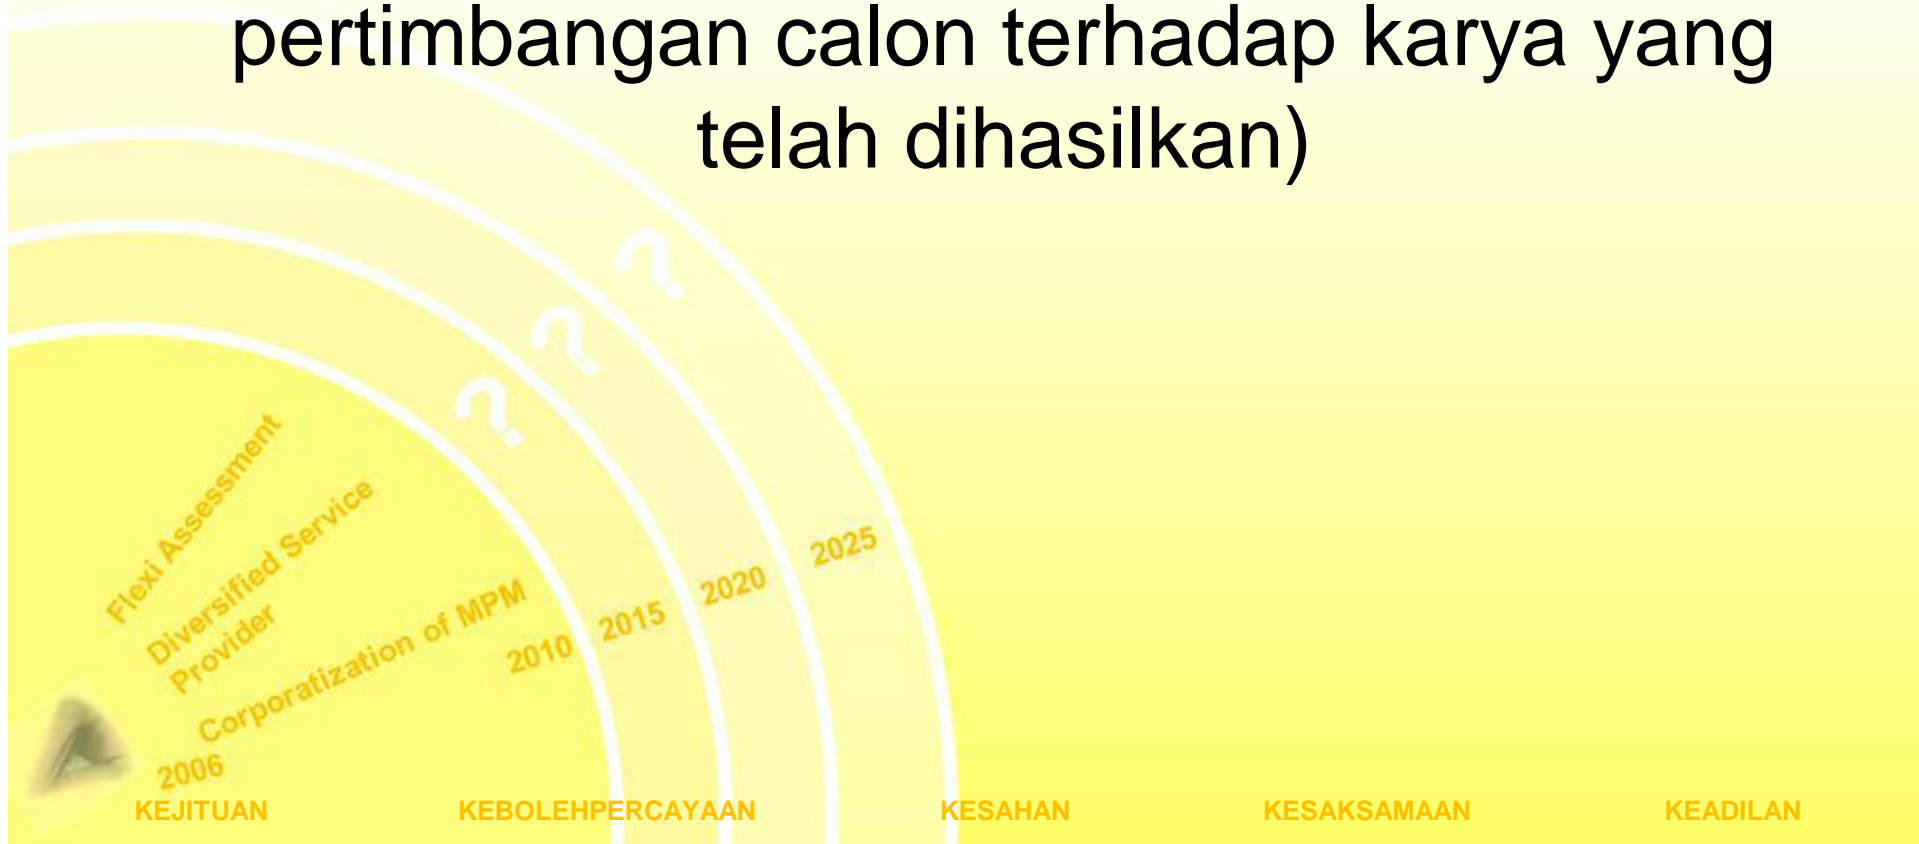 pertimbangan calon terhadap karya yang
telah dihasilkan)
?
?
?
Flexi Assessment
Diversified Service
Provider
Corporatization of MPM
2006
2010
2015
2020
2025
KEJITUAN KEBOLEHPERCAYAAN KESAHAN KESAKSAMAAN KEADILAN